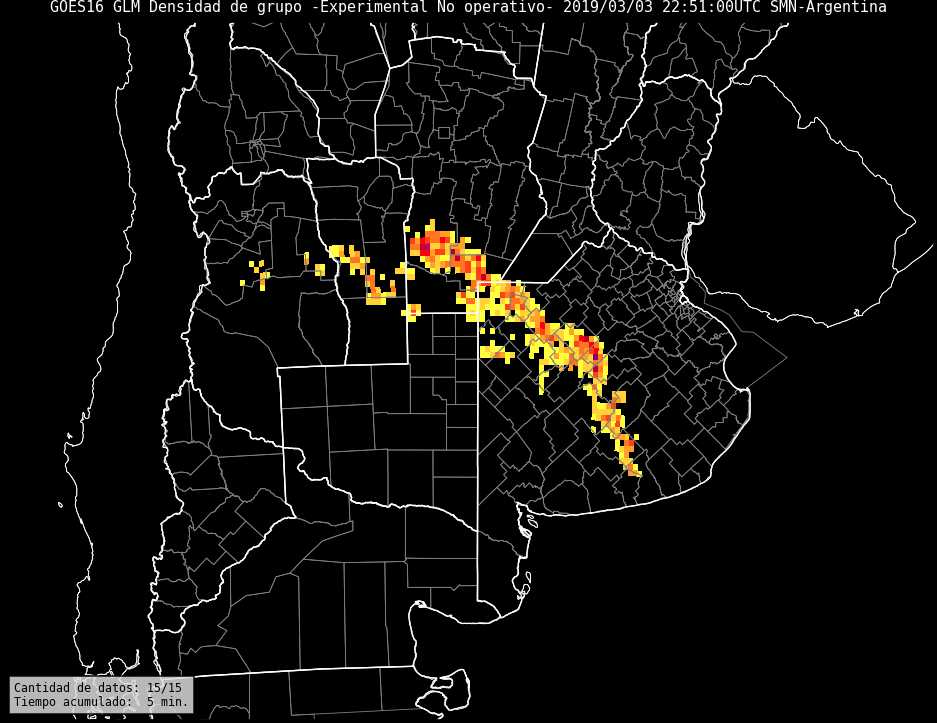 GOES16 GLM Densidad de grupo -Experimental No operativo- 2019/03/03 22:51:00UTC SMN-Argentina
Cantidad de datos: 15/15
Tiempo acumulado: 5 min.